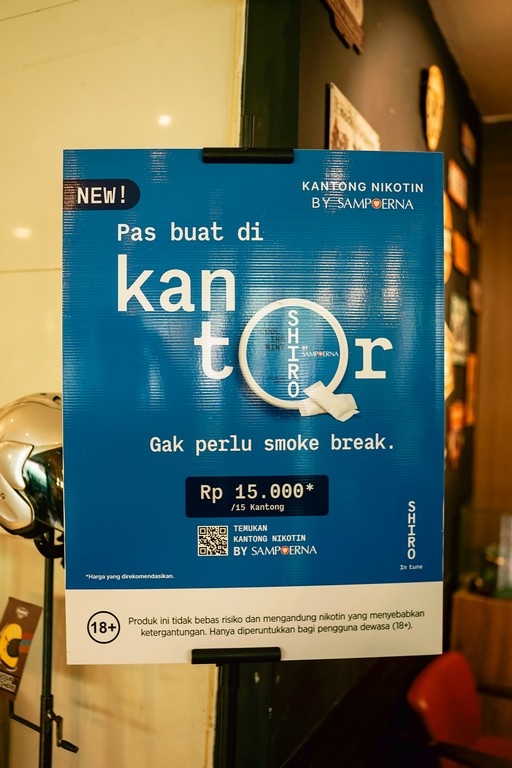 NEW!
KANTONG NIKOTIN
BY SAMPOERNA
Pas buat di
kan
tor
SHIRO
BY SAMPOERNA
Gak perlu smoke break.
Rp 15.000*
/15 Kantong
TEMUKAN
KANTONG NIKOTIN
BY SAMPOERNA
SHIRO
In tune
*Harga yang direkomendasikan.
18+
Produk ini tidak bebas risiko dan mengandung nikotin yang menyebabkan
ketergantungan. Hanya diperuntukkan bagi pengguna dewasa (18+).